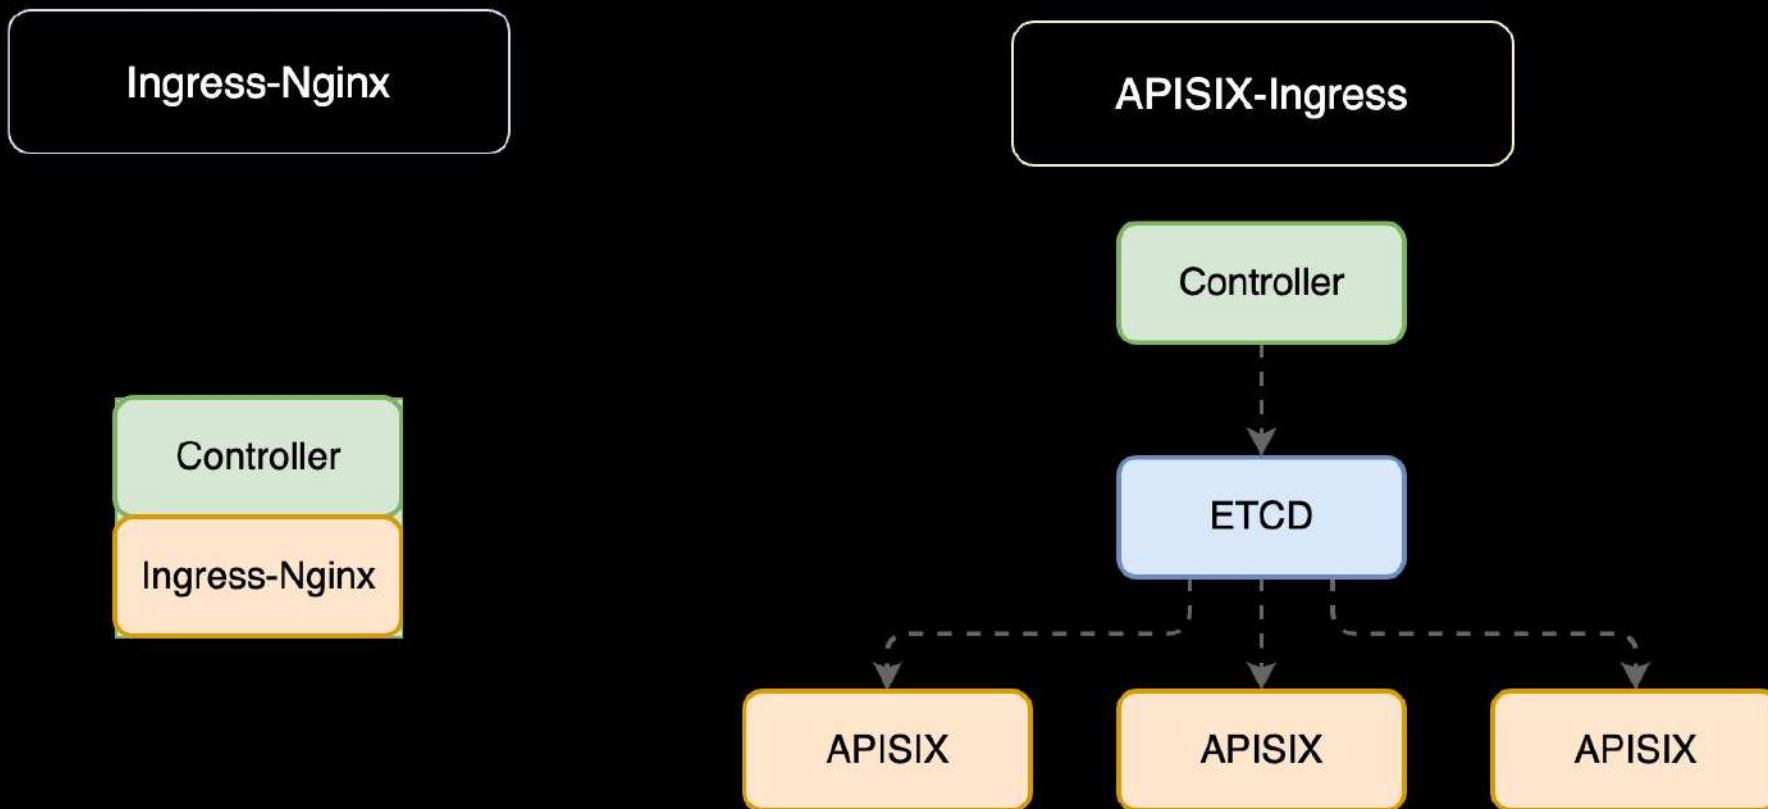 Ingress-Nginx
APISIX-Ingress
Controller
Controller
Ingress-Nginx
ETCD
APISIX
APISIX
APISIX